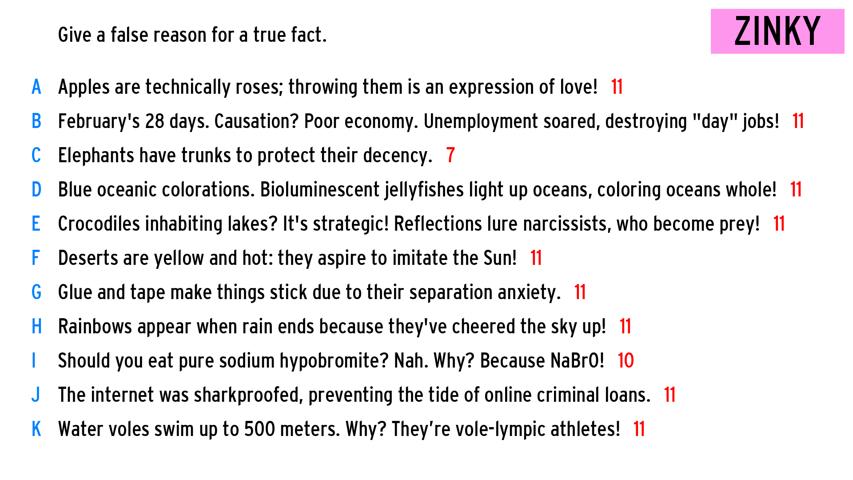 Give a false reason for a true fact.
ZINKY
A Apples are technically roses; throwing them is an expression of love! 11
B February's 28 days. Causation? Poor economy. Unemployment soared, destroying "day" jobs! 11
C Elephants have trunks to protect their decency. 7
D Blue oceanic colorations. Bioluminescent jellyfishes light up oceans, coloring oceans whole! 11
E Crocodiles inhabiting lakes? It's strategic! Reflections lure narcissists, who become prey! 11
F Deserts are yellow and hot: they aspire to imitate the Sun! 11
G Glue and tape make things stick due to their separation anxiety. 11
H Rainbows appear when rain ends because they've cheered the sky up! 11
I Should you eat pure sodium hypobromite? Nah. Why? Because NaBrO! 10
J The internet was sharkproofed, preventing the tide of online criminal loans. 11
K Water voles swim up to 500 meters. Why? They’re vole-lympic athletes! 11